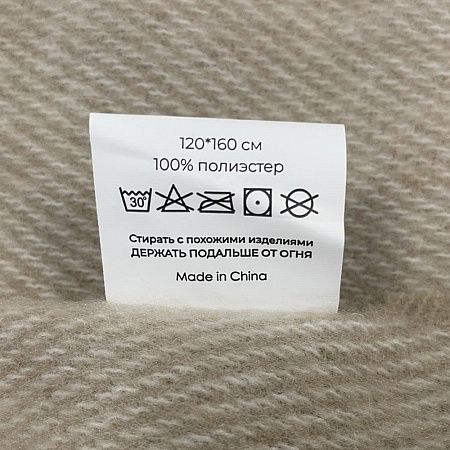 120*160 см
100% полиэстер
30°
Стирать с похожими изделиями
ДЕРЖАТЬ ПОДАЛЬШЕ ОТ ОГНЯ
Made in China